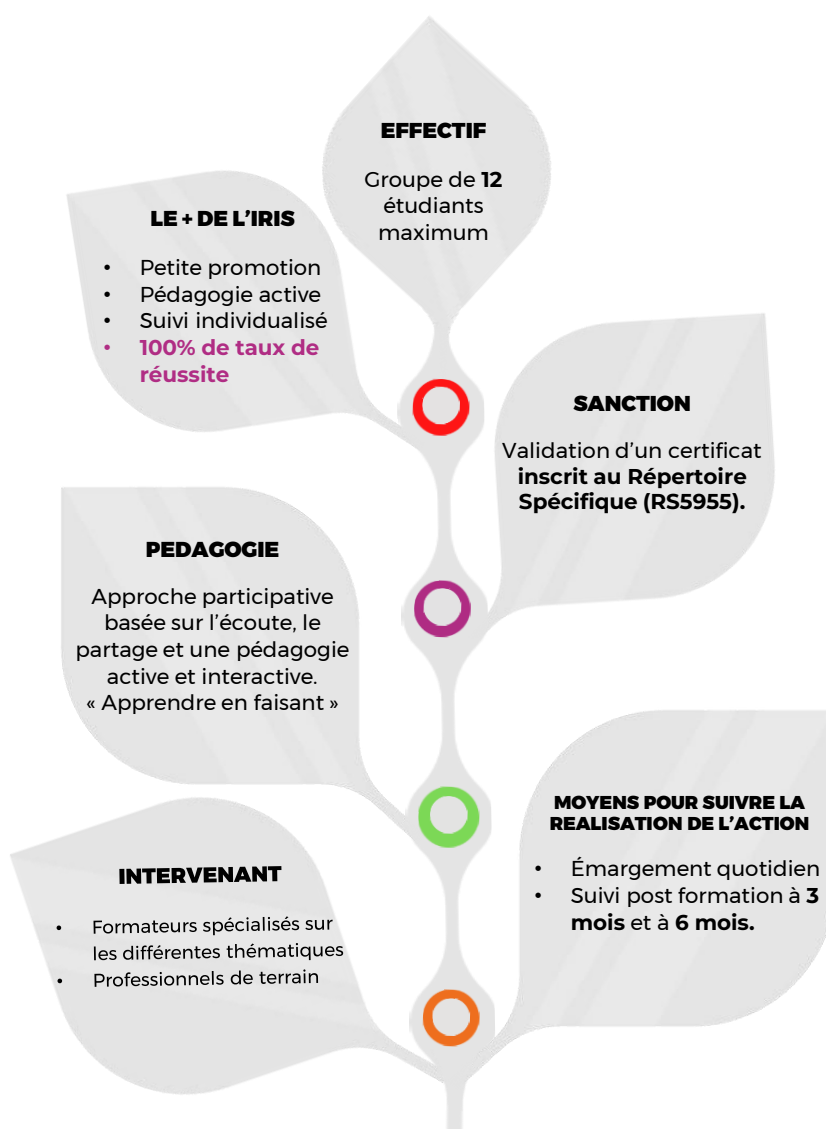 EFFECTIF
Groupe de 12
étudiants
maximum
LE + DE L’IRIS
• Petite promotion
• Pédagogie active
• Suivi individualisé
• 100% de taux de
réussite
SANCTION
Validation d’un certificat
inscrit au Répertoire
Spécifique (RS5955).
PEDAGOGIE
Approche participative
basée sur l’écoute, le
partage et une pédagogie
active et interactive.
« Apprendre en faisant »
MOYENS POUR SUIVRE LA
REALISATION DE L’ACTION
• Émargement quotidien
• Suivi post formation à 3
mois et à 6 mois.
INTERVENANT
• Formateurs spécialisés sur
les différentes thématiques
• Professionnels de terrain